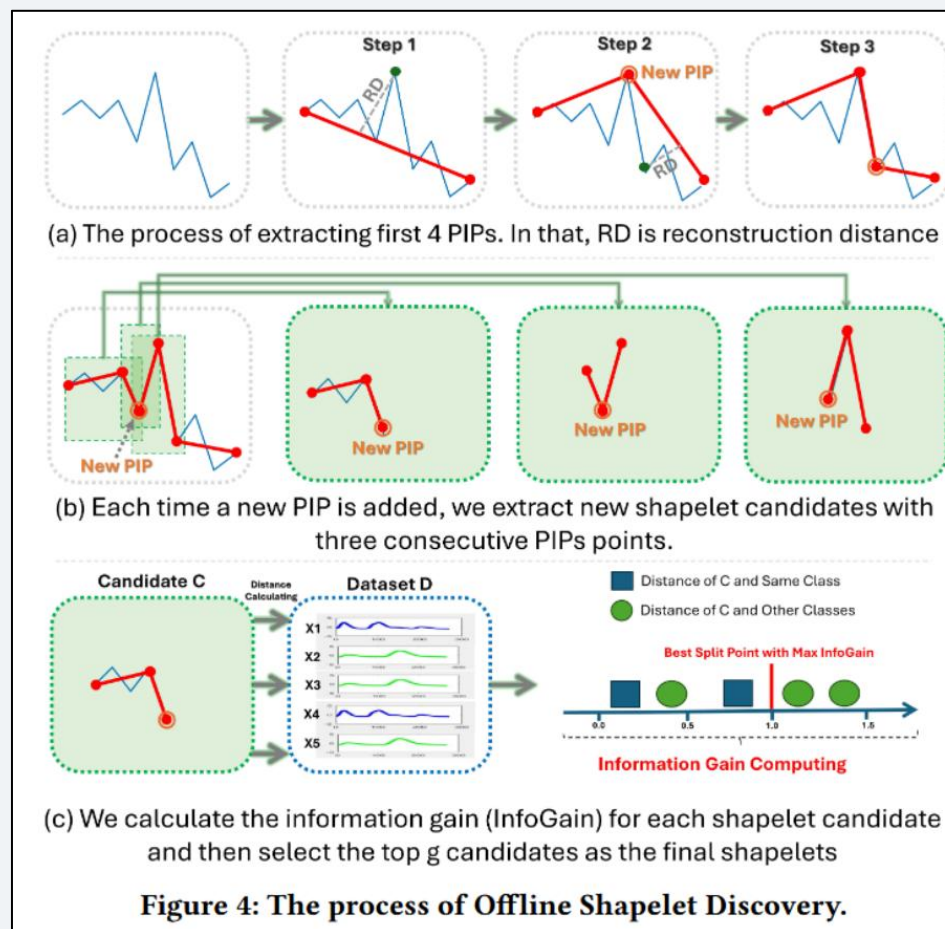 Step 1
Step 2
Step 3
RD
New PIP
RD
(a) The process of extracting first 4 PIPs. In that, RD is reconstruction distance
New PIP
New PIP
New PIP
New PIP
(b) Each time a new PIP is added, we extract new shapelet candidates with
three consecutive PIPs points.
Candidate C
Distance
Calculating
Dataset D
X1
X2
X3
X4
X5
Distance of C and Same Class
Distance of C and Other Classes
Best Split Point with Max InfoGain
0.0 0.5 1.0 1.5
Information Gain Computing
(c) We calculate the information gain (InfoGain) for each shapelet candidate
and then select the top g candidates as the final shapelets
Figure 4: The process of Offline Shapelet Discovery.